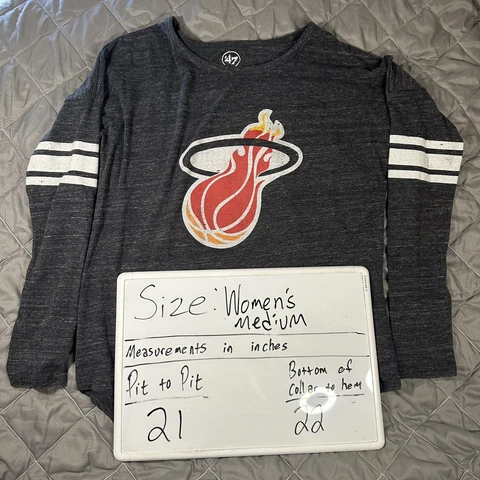 '47
Size: Women's
Medium
Measurements in inches
Pit to Pit
21
Bottom of
Collar to hem
22